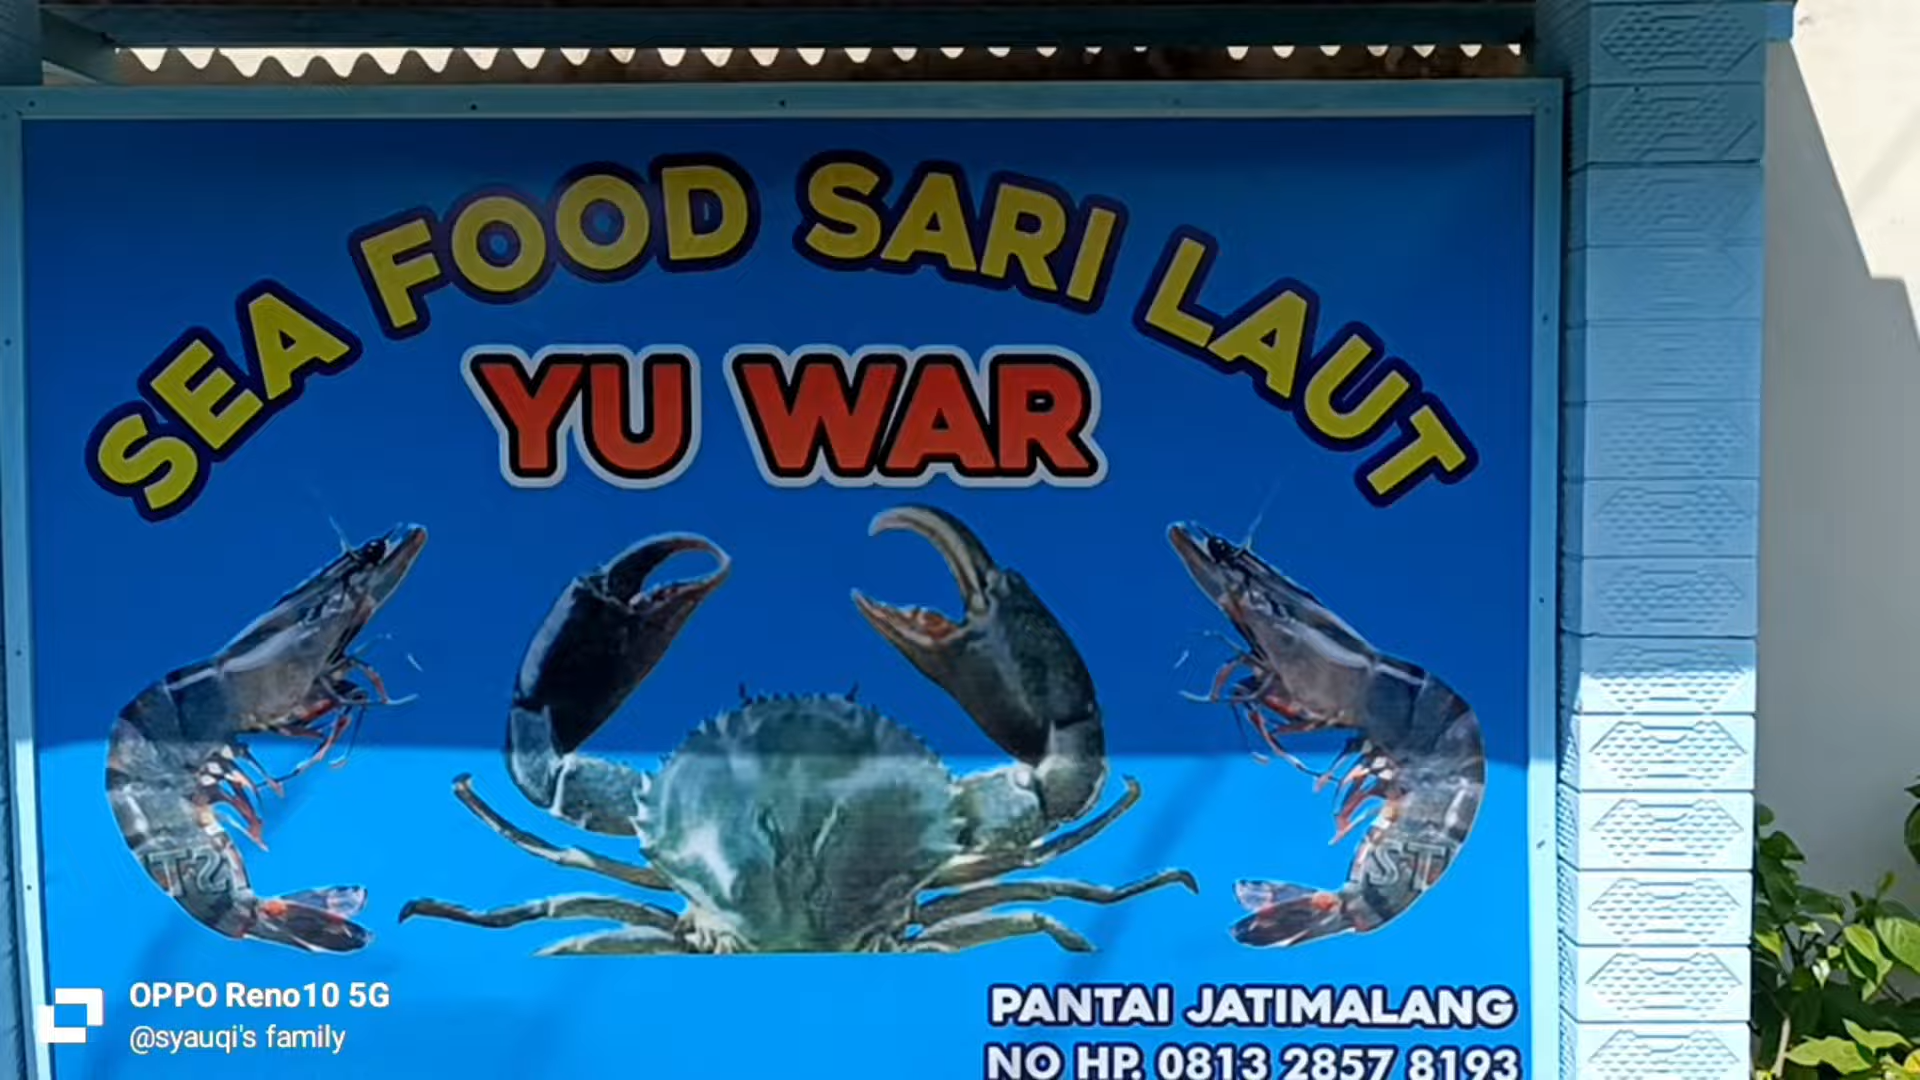 SEA FOOD SARI LAUT
YU WAR
PANTAI JATIMALANG
NO HP. 0813 2857 8193
OPPO Reno10 5G
@syauqi's family